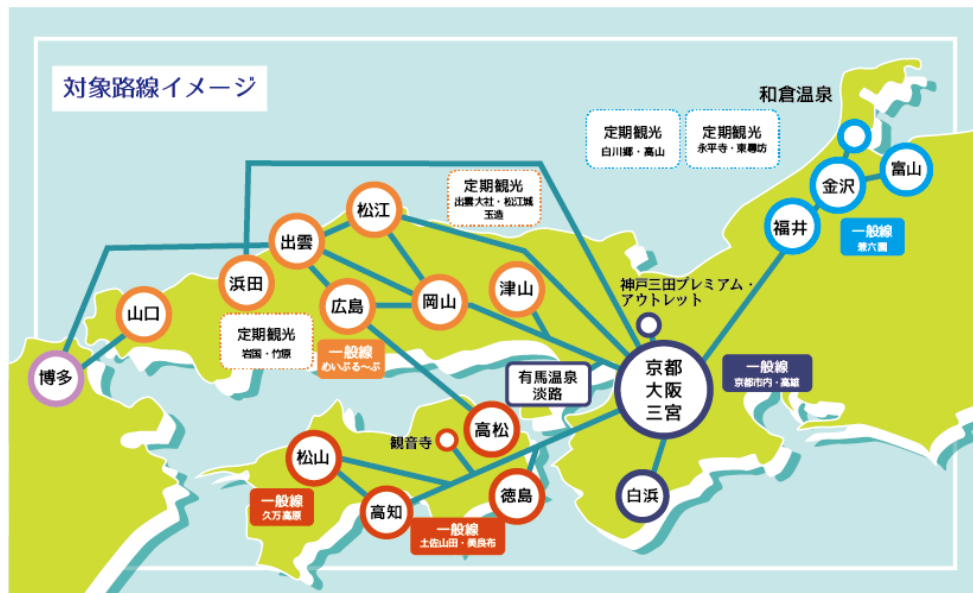 対象路線イメージ
和倉温泉
定期観光
白川郷・高山
定期観光
永平寺・東尋坊
富山
金沢
福井
一般線
兼六園
定期観光
出雲大社・松江城
玉造
松江
出雲
浜田
広島
岡山
津山
山口
博多
定期観光
岩国・竹原
一般線
めいぷる〜ぷ
神戸三田プレミアム・
アウトレット
京都
大阪
三宮
一般線
京都市内・高雄
有馬温泉
淡路
白浜
高松
観音寺
松山
一般線
久万高原
高知
徳島
一般線
土佐山田・美良布